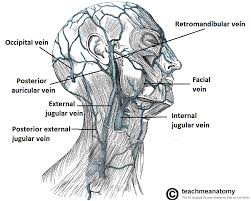 Retromandibular vein
Occipital vein
Posterior
auricular vein
Facial
vein
External
jugular vein
Internal
jugular vein
Posterior external
jugular vein
teachmeanatomy